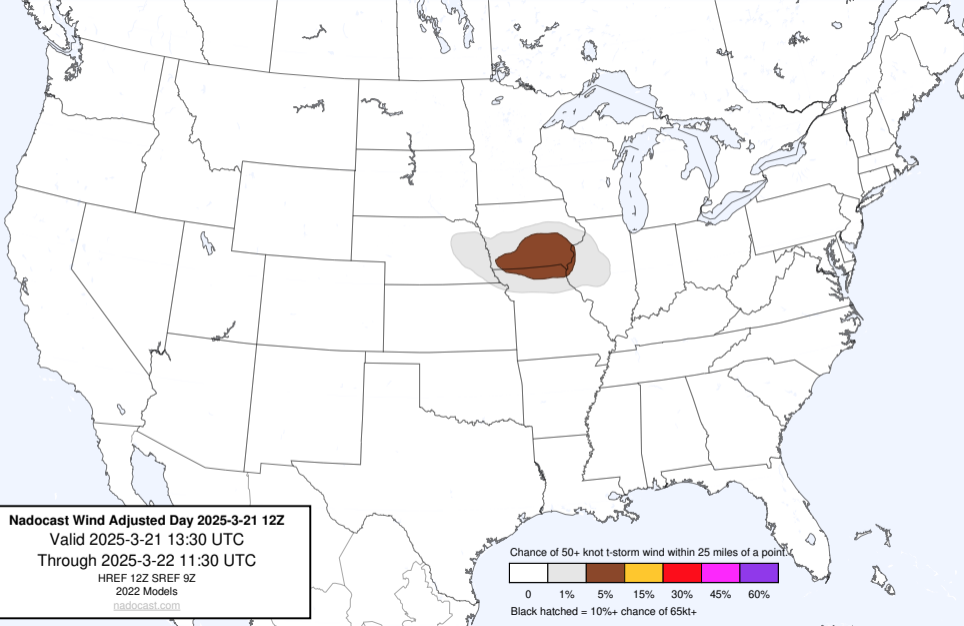 Nadocast Wind Adjusted Day 2025-3-21 12Z
Valid 2025-3-21 13:30 UTC
Through 2025-3-22 11:30 UTC
HREF 12Z SREF 9Z
2022 Models
nadocast.com
Chance of 50+ knot t-storm wind within 25 miles of a point.
0 1% 5% 15% 30% 45% 60%
Black hatched = 10%+ chance of 65kt+